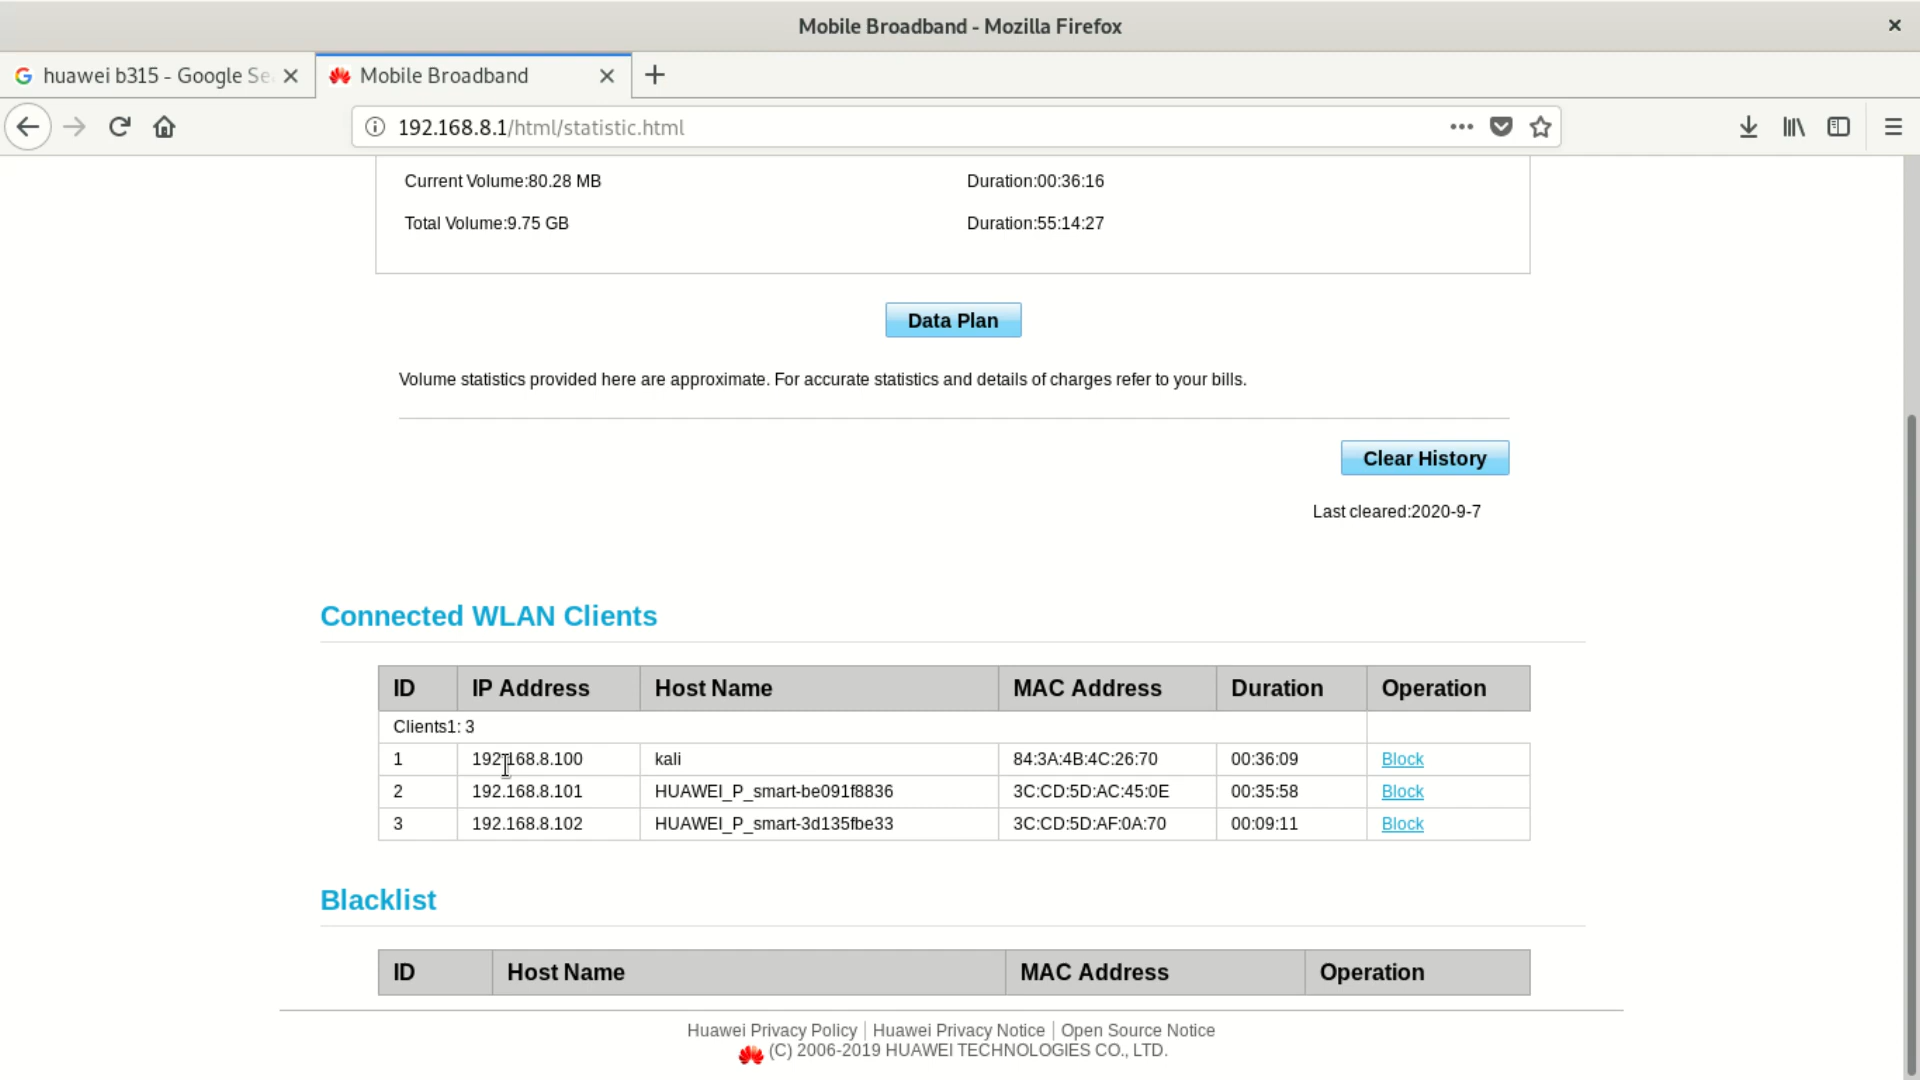 Mobile Broadband - Mozilla Firefox
huawei b315 - Google Se
Mobile Broadband
192.168.8.1/html/statistic.html
Current Volume:80.28 MB Duration:00:36:16
Total Volume:9.75 GB Duration:55:14:27
Data Plan
Volume statistics provided here are approximate. For accurate statistics and details of charges refer to your bills.
Clear History
Last cleared:2020-9-7
Connected WLAN Clients
ID IP Address Host Name MAC Address Duration Operation
Clients1: 3
1 192.168.8.100 kali 84:3A:4B:4C:26:70 00:36:09 Block
2 192.168.8.101 HUAWEI_P_smart-be091f8836 3C:CD:5D:AC:45:0E 00:35:58 Block
3 192.168.8.102 HUAWEI_P_smart-3d135fbe33 3C:CD:5D:AF:0A:70 00:09:11 Block
Blacklist
ID Host Name MAC Address Operation
Huawei Privacy Policy | Huawei Privacy Notice | Open Source Notice
(C) 2006-2019 HUAWEI TECHNOLOGIES CO., LTD.